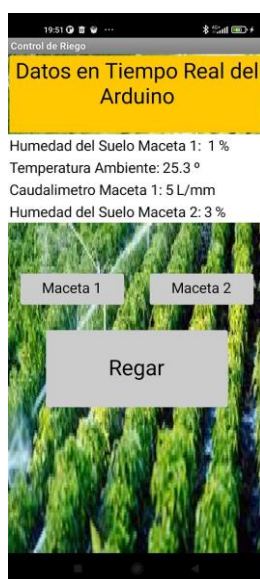 19:51
Control de Riego
Datos en Tiempo Real del
Arduino
Humedad del Suelo Maceta 1: 1 %
Temperatura Ambiente: 25.3 º
Caudalimetro Maceta 1: 5 L/mm
Humedad del Suelo Maceta 2: 3 %
Maceta 1 Maceta 2
Regar